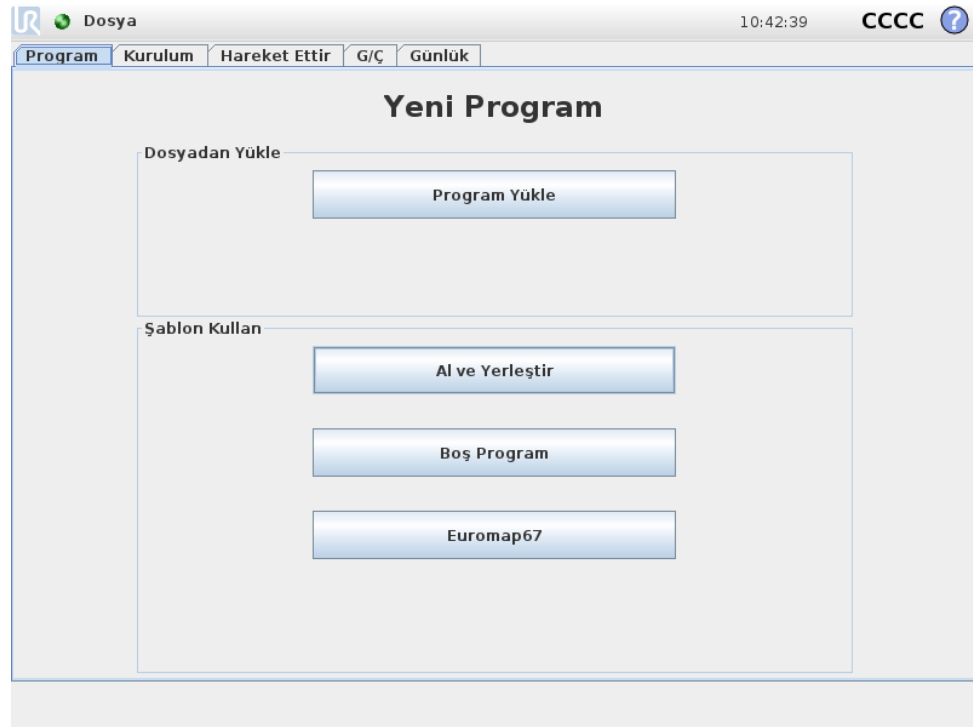 UR Dosya 10:42:39 CCCC ?
Program Kurulum Hareket Ettir G/Ç Günlük
Yeni Program
Dosyadan Yükle
Program Yükle
Şablon Kullan
Al ve Yerleştir
Boş Program
Euromap67